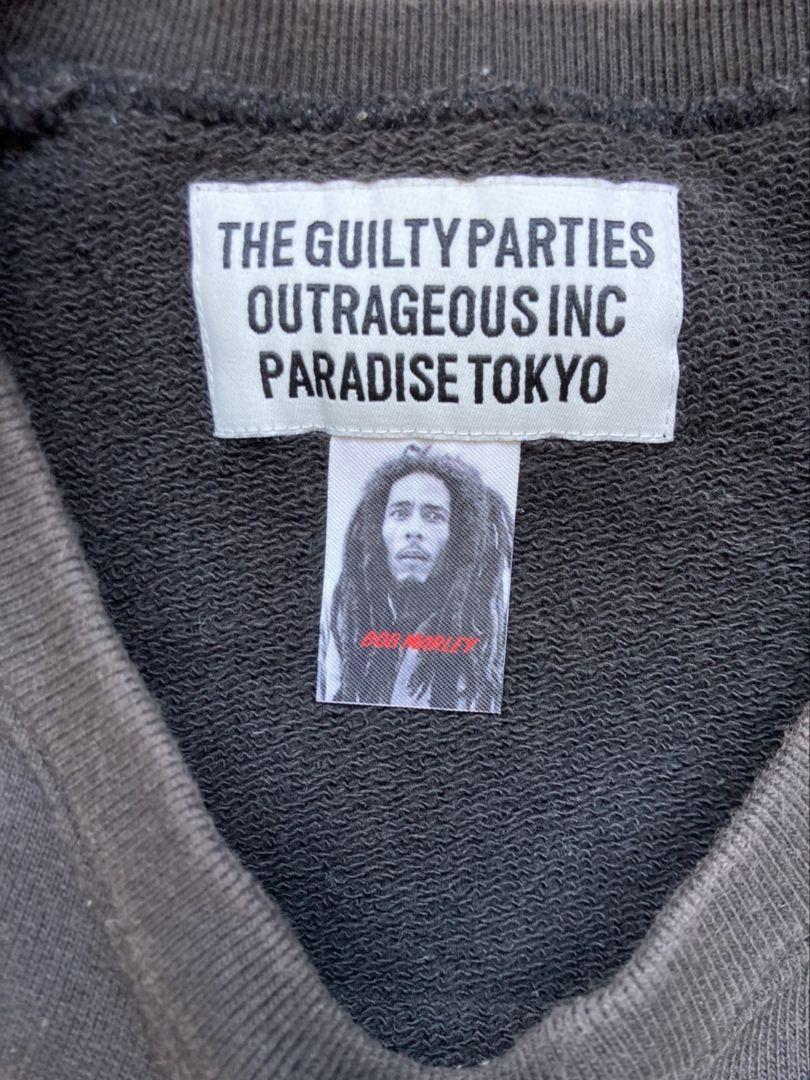 THE GUILTY PARTIES
OUTRAGEOUS INC
PARADISE TOKYO
BOB MARLEY